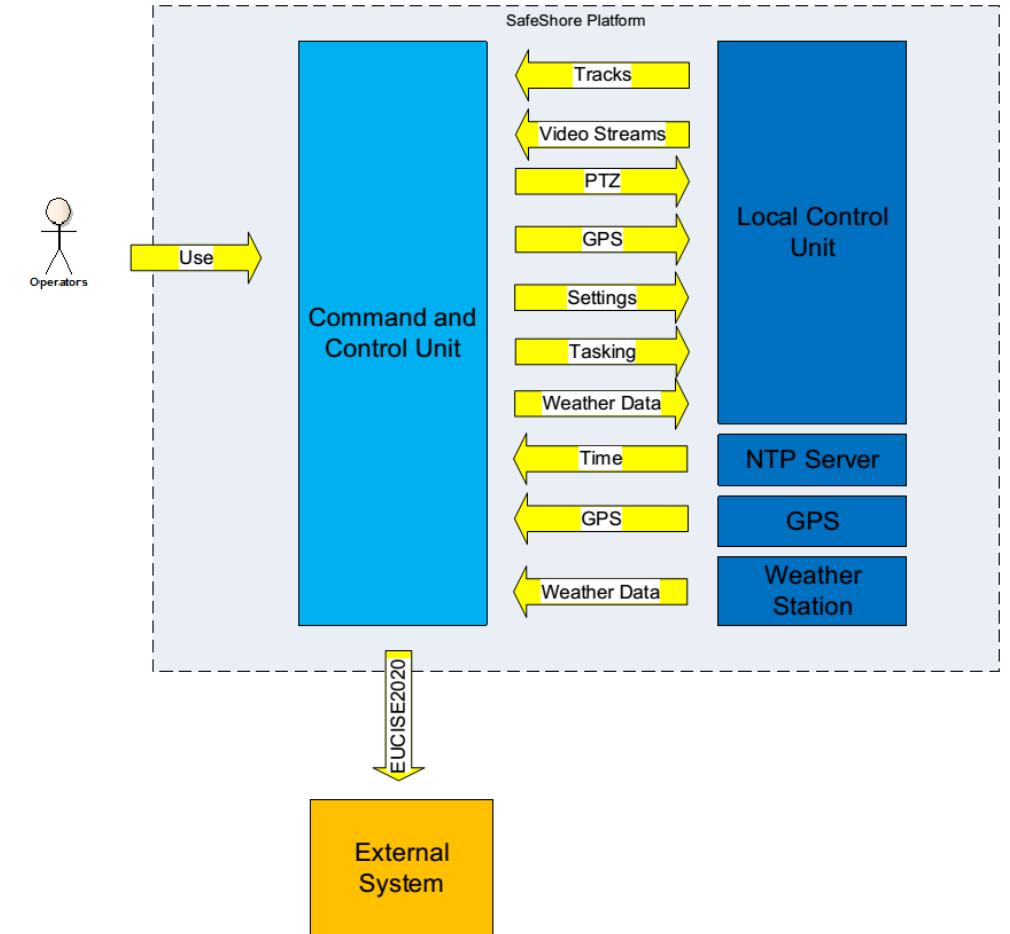 SafeShore Platform
Tracks
Video Streams
PTZ
GPS
Settings
Tasking
Weather Data
Time
GPS
Weather Data
Local Control
Unit
NTP Server
GPS
Weather
Station
Command and
Control Unit
Use
Operators
EUCISE2020
External
System